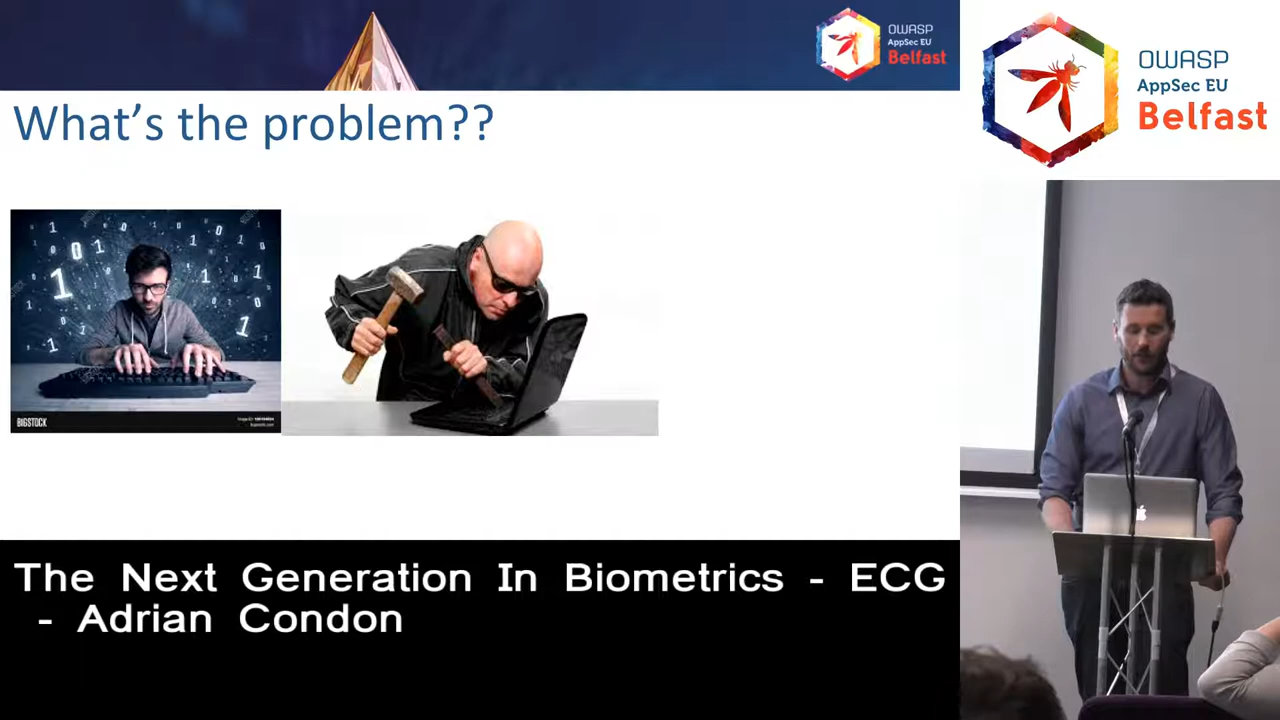 OWASP
AppSec EU
Belfast
OWASP
AppSec EU
Belfast
What's the problem??
BIGSTOCK
The Next Generation In Biometrics - ECG
- Adrian Condon